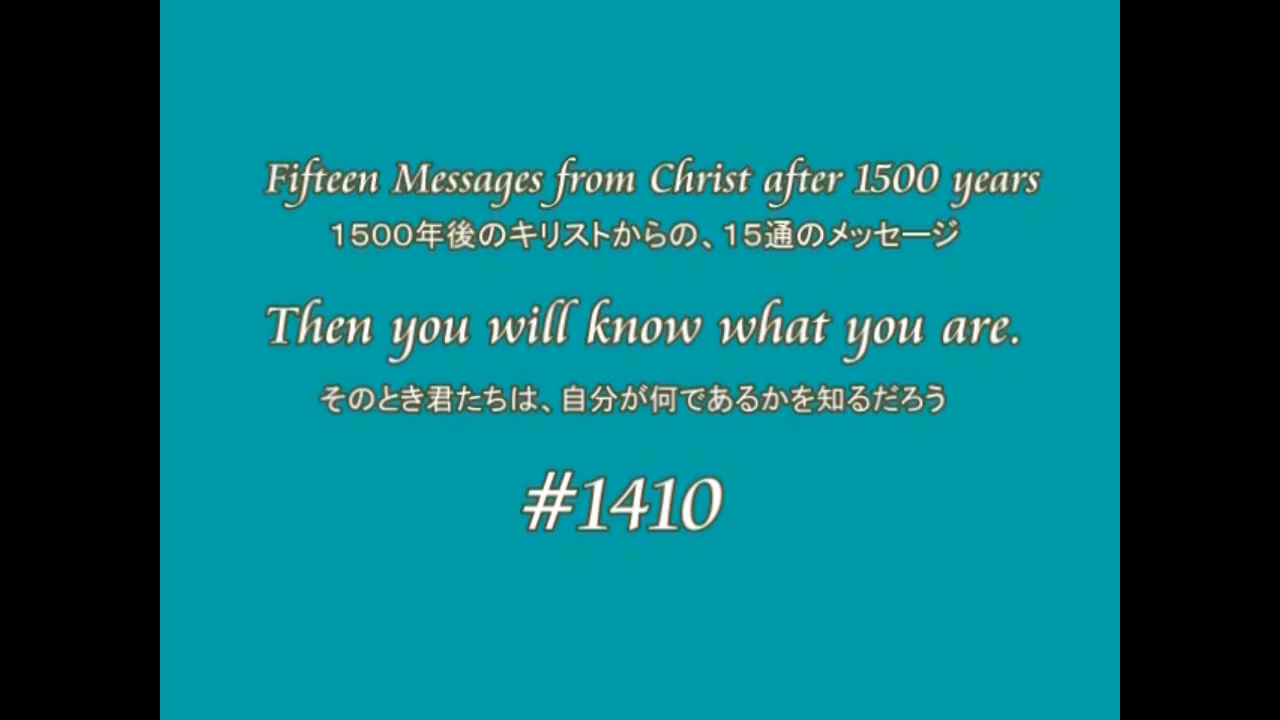 Fifteen Messages from Christ after 1500 years
1500年後のキリストからの、15通のメッセージ
Then you will know what you are.
そのとき君たちは、自分が何であるかを知るだろう
#1410